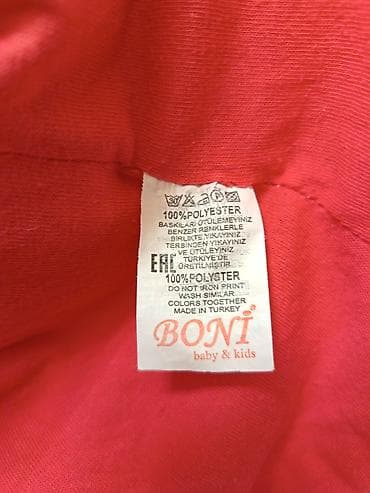 100%POLYESTER
BASKILARI ÜTÜLEMEYİNİZ
BENZER RENKLERLE
BİRLİKTE YIKAYINIZ
TERSİNDEN YIKAYINIZ
VE ÜTÜLEYİNİZ
TÜRKİYE'DE
ÜRETİLMİŞTİR
EAC
100%POLYSTER
DO NOT IRON PRINT
WASH SIMILAR
COLORS TOGETHER
MADE IN TURKEY
BONİ
baby & kids